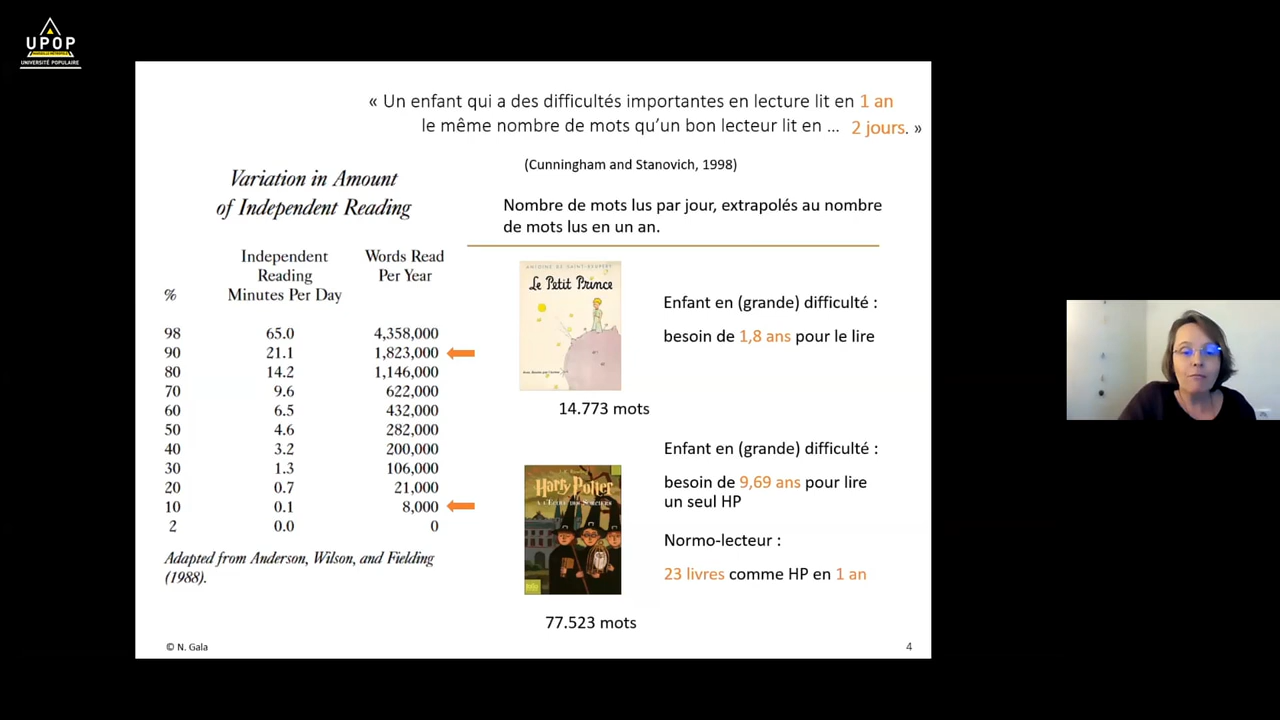 UPOP
UNIVERSITÉ POPULAIRE
« Un enfant qui a des difficultés importantes en lecture lit en 1 an
le même nombre de mots qu'un bon lecteur lit en ... 2 jours. »
(Cunningham and Stanovich, 1998)
Variation in Amount
of Independent Reading
Nombre de mots lus par jour, extrapolés au nombre
de mots lus en un an.
% Independent Reading Minutes Per Day Words Read Per Year
98 65.0 4,358,000
90 21.1 1,823,000
80 14.2 1,146,000
70 9.6 622,000
60 6.5 432,000
50 4.6 282,000
40 3.2 200,000
30 1.3 106,000
20 0.7 21,000
10 0.1 8,000
2 0.0 0
Adapted from Anderson, Wilson, and Fielding
(1988).
Le Petit Prince
14.773 mots
Enfant en (grande) difficulté :
besoin de 1,8 ans pour le lire
Harry Potter
77.523 mots
Enfant en (grande) difficulté :
besoin de 9,69 ans pour lire
un seul HP
Normo-lecteur :
23 livres comme HP en 1 an
© N. Gala
4